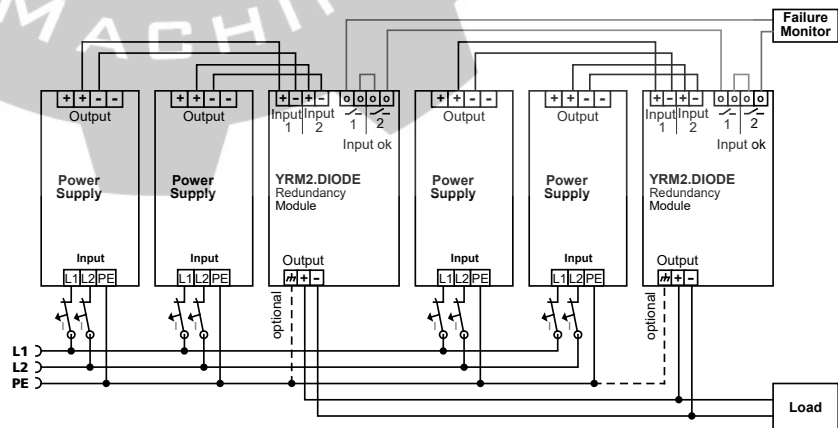 MACHI
Failure
Monitor
+ + - -
Output
+ + - -
Output
+ - + -
Input 1
Input 2
o o o o
1
2
Input ok
+ + - -
Output
+ + - -
Output
+ - + -
Input 1
Input 2
o o o o
1
2
Input ok
Power
Supply
Power
Supply
YRM2.DIODE
Redundancy
Module
Power
Supply
Power
Supply
YRM2.DIODE
Redundancy
Module
Input
L1 L2 PE
Input
L1 L2 PE
Output
+ -
optional
Input
L1 L2 PE
Input
L1 L2 PE
Output
+ -
optional
I I I I I I I I
L1
L2
PE
Load